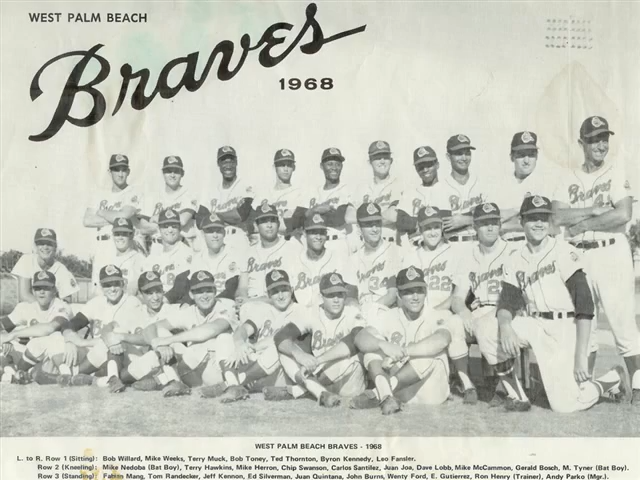 WEST PALM BEACH
Braves
1968
WEST PALM BEACH BRAVES - 1968
L. to R. Row 1 (Sitting): Bob Willard, Mike Weeks, Terry Muck, Bob Toney, Ted Thornton, Byron Kennedy, Leo Fansler.
Row 2 (Kneeling): Mike Nedoba (Bat Boy), Terry Hawkins, Mike Herron, Chip Swanson, Carlos Santilez, Juan Joa, Dave Lobb, Mike McCammon, Gerald Bosch, M. Tyner (Bat Boy).
Row 3 (Standing) Mang, Tom Randecker, Jeff Kennon, Ed Silverman, Juan Quintana, John Burns, Wenty Ford, E. Gutierrez, Ron Henry (Trainer), Andy Parko (Mgr.).